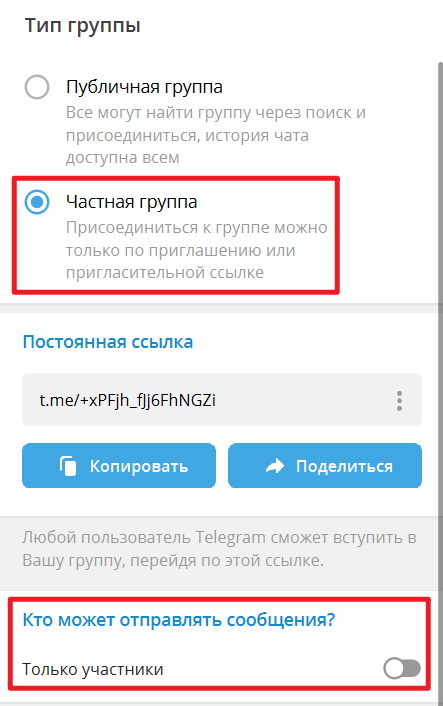 Тип группы
Публичная группа
Все могут найти группу через поиск и
присоединиться, история чата
доступна всем
Частная группа
Присоединиться к группе можно
только по приглашению или
пригласительной ссылке
Постоянная ссылка
t.me/+xPFjh_fJj6FhNGZi
Копировать
Поделиться
Любой пользователь Telegram сможет вступить в
Вашу группу, перейдя по этой ссылке.
Кто может отправлять сообщения?
Только участники